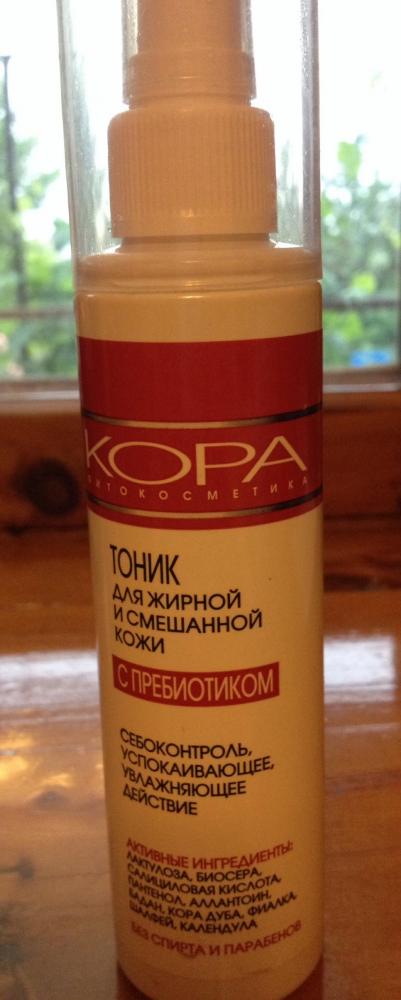 КОРА
ФИТОКОСМЕТИКА
ТОНИК
ДЛЯ ЖИРНОЙ
И СМЕШАННОЙ
КОЖИ
С ПРЕБИОТИКОМ
СЕБОКОНТРОЛЬ,
УСПОКАИВАЮЩЕЕ,
УВЛАЖНЯЮЩЕЕ
ДЕЙСТВИЕ
АКТИВНЫЕ ИНГРЕДИЕНТЫ:
ЛАКТУЛОЗА, БИОСЕРА,
САЛИЦИЛОВАЯ КИСЛОТА,
ПАНТЕНОЛ, АЛЛАНТОИН,
БАДАН, КОРА ДУБА, ФИАЛКА,
ШАЛФЕЙ, КАЛЕНДУЛА
БЕЗ СПИРТА И ПАРАБЕНОВ